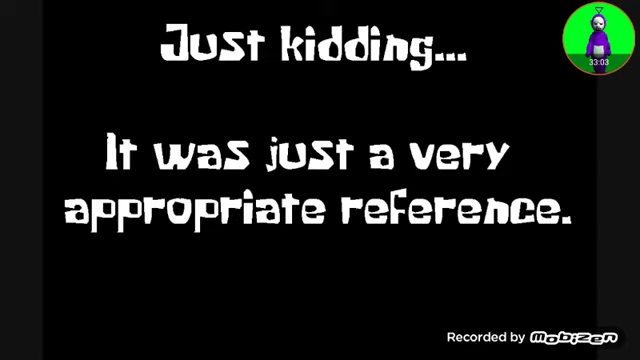 Just kidding...
33:03
It was just a very
appropriate reference.
Recorded by Mobizen